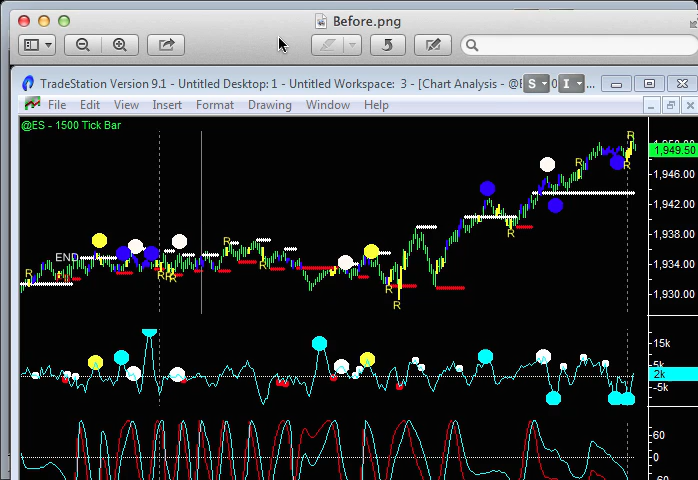 Before.png
TradeStation Version 9.1 - Untitled Desktop: 1 - Untitled Workspace: 3 - [Chart Analysis - @E
S
I
...
File Edit View Insert Format Drawing Window Help
@ES - 1500 Tick Bar
R
1,949.50
R
R
1,946.00
1,942.00
R
R
1,938.00
END
R
1,934.00
R
R
R
R
R
1,930.00
R
15k
5k
2k
-5k
60
0
-60